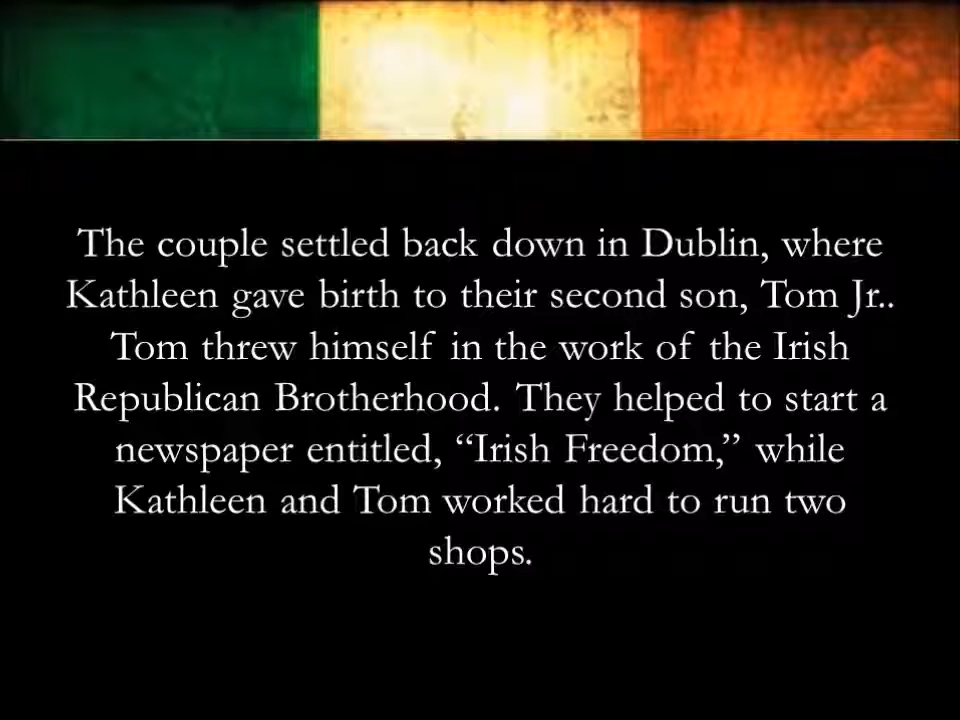 The couple settled back down in Dublin, where
Kathleen gave birth to their second son, Tom Jr..
Tom threw himself in the work of the Irish
Republican Brotherhood. They helped to start a
newspaper entitled, “Irish Freedom,” while
Kathleen and Tom worked hard to run two
shops.